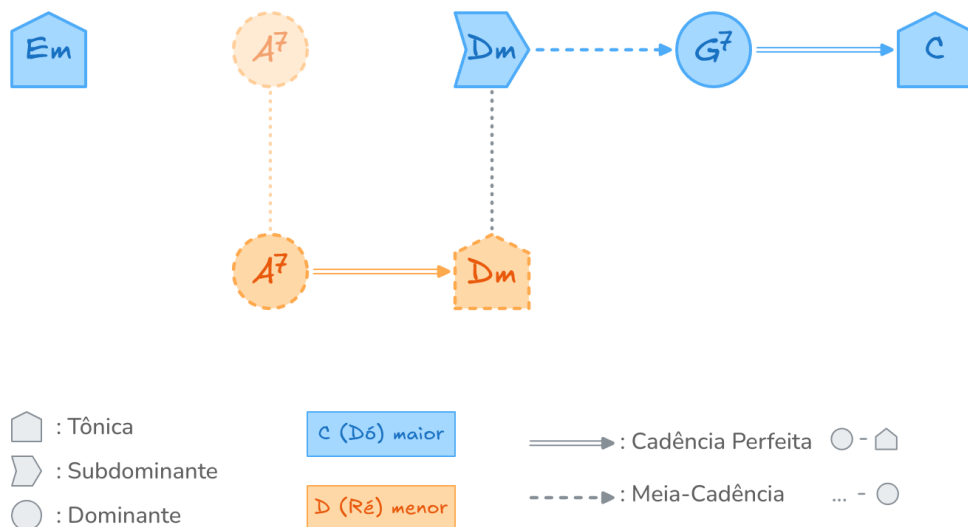 Em A7 Dm G7 C
A7 Dm
: Tônica
: Subdominante
: Dominante
C (Dó) maior
D (Ré) menor
: Cadência Perfeita -
: Meia-Cadência ... -